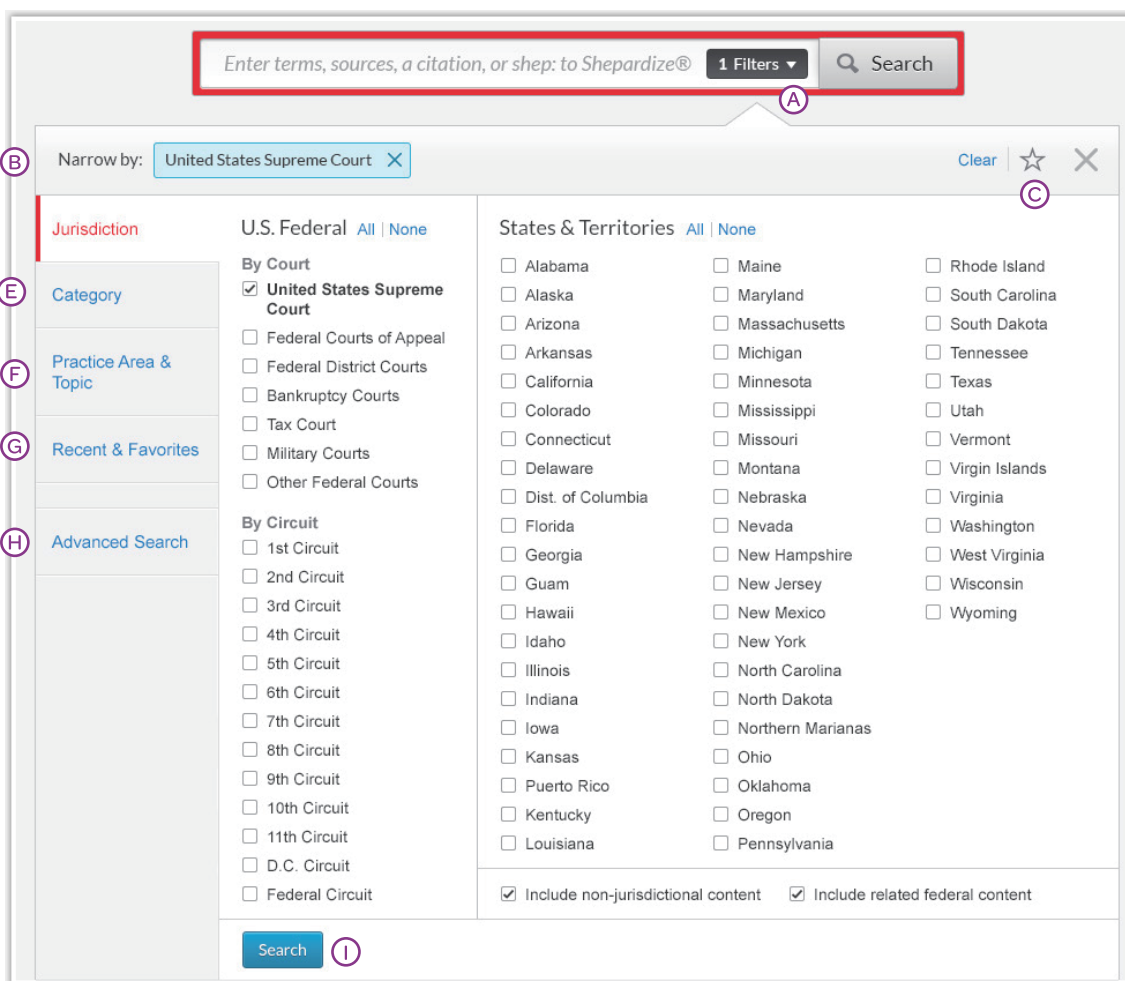 Enter terms, sources, a citation, or shep: to Shepardize®
1 Filters ▼
Search
A
B
Narrow by:
United States Supreme Court X
Clear
C
Jurisdiction
E
Category
F
Practice Area &
Topic
G
Recent & Favorites
H
Advanced Search
U.S. Federal All | None
By Court
United States Supreme
Court
Federal Courts of Appeal
Federal District Courts
Bankruptcy Courts
Tax Court
Military Courts
Other Federal Courts
By Circuit
1st Circuit
2nd Circuit
3rd Circuit
4th Circuit
5th Circuit
6th Circuit
7th Circuit
8th Circuit
9th Circuit
10th Circuit
11th Circuit
D.C. Circuit
Federal Circuit
States & Territories All | None
Alabama
Alaska
Arizona
Arkansas
California
Colorado
Connecticut
Delaware
Dist. of Columbia
Florida
Georgia
Guam
Hawaii
Idaho
Illinois
Indiana
Iowa
Kansas
Puerto Rico
Kentucky
Louisiana
Maine
Maryland
Massachusetts
Michigan
Minnesota
Mississippi
Missouri
Montana
Nebraska
Nevada
New Hampshire
New Jersey
New Mexico
New York
North Carolina
North Dakota
Northern Marianas
Ohio
Oklahoma
Oregon
Pennsylvania
Rhode Island
South Carolina
South Dakota
Tennessee
Texas
Utah
Vermont
Virgin Islands
Virginia
Washington
West Virginia
Wisconsin
Wyoming
Include non-jurisdictional content
Include related federal content
Search
I